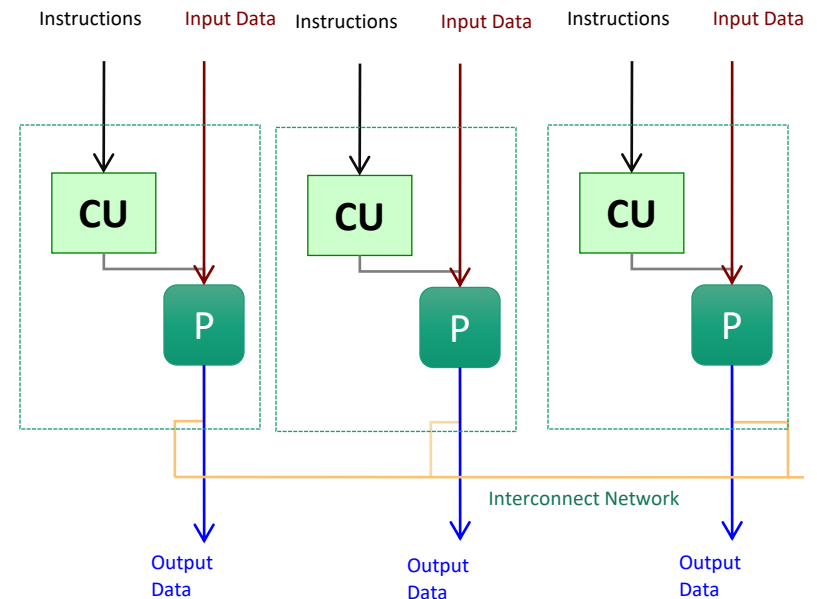 Instructions
Input Data
Instructions
Input Data
Instructions
Input Data
CU
CU
CU
P
P
P
Interconnect Network
Output
Data
Output
Data
Output
Data